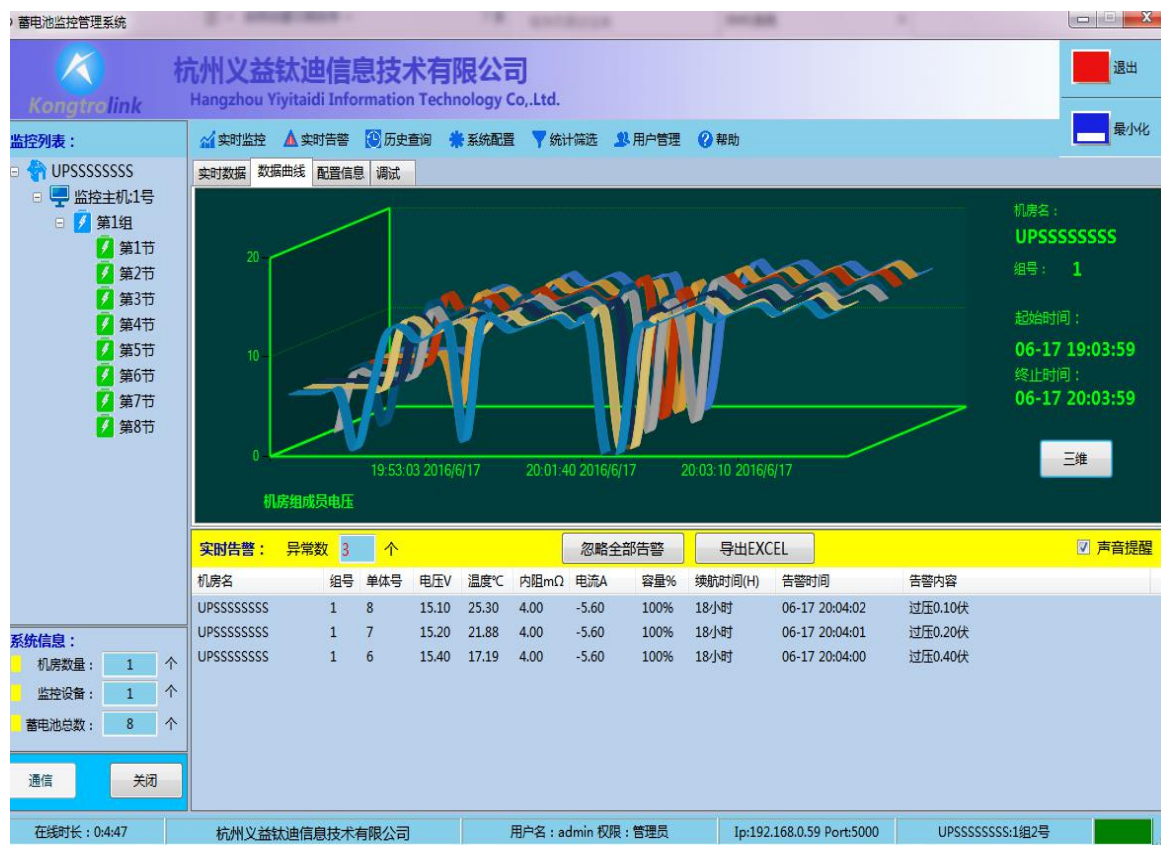 蓄电池监控管理系统
Kongtrolink
杭州义益钛迪信息技术有限公司
Hangzhou Yiyitaidi Information Technology Co,.Ltd.
退出
最小化
监控列表：
实时监控 实时告警 历史查询 系统配置 统计筛选 用户管理 帮助
实时数据 数据曲线 配置信息 调试
UPSSSSSSSS
监控主机:1号
第1组
第1节
第2节
第3节
第4节
第5节
第6节
第7节
第8节
20
10
0
19:53:03 2016/6/17 20:01:40 2016/6/17 20:03:10 2016/6/17
机房组成员电压
机房名：
UPSSSSSSSS
组号： 1
起始时间：
06-17 19:03:59
终止时间：
06-17 20:03:59
三维
实时告警： 异常数 3 个 忽略全部告警 导出EXCEL 声音提醒
机房名 组号 单体号 电压V 温度℃ 内阻mΩ 电流A 容量% 续航时间(H) 告警时间 告警内容
UPSSSSSSSS 1 8 15.10 25.30 4.00 -5.60 100% 18小时 06-17 20:04:02 过压0.10伏
UPSSSSSSSS 1 7 15.20 21.88 4.00 -5.60 100% 18小时 06-17 20:04:01 过压0.20伏
UPSSSSSSSS 1 6 15.40 17.19 4.00 -5.60 100% 18小时 06-17 20:04:00 过压0.40伏
系统信息：
机房数量： 1 个
监控设备： 1 个
蓄电池总数： 8 个
通信 关闭
在线时长：0:4:47 杭州义益钛迪信息技术有限公司 用户名：admin 权限：管理员 Ip:192.168.0.59 Port:5000 UPSSSSSSSS:1组2号